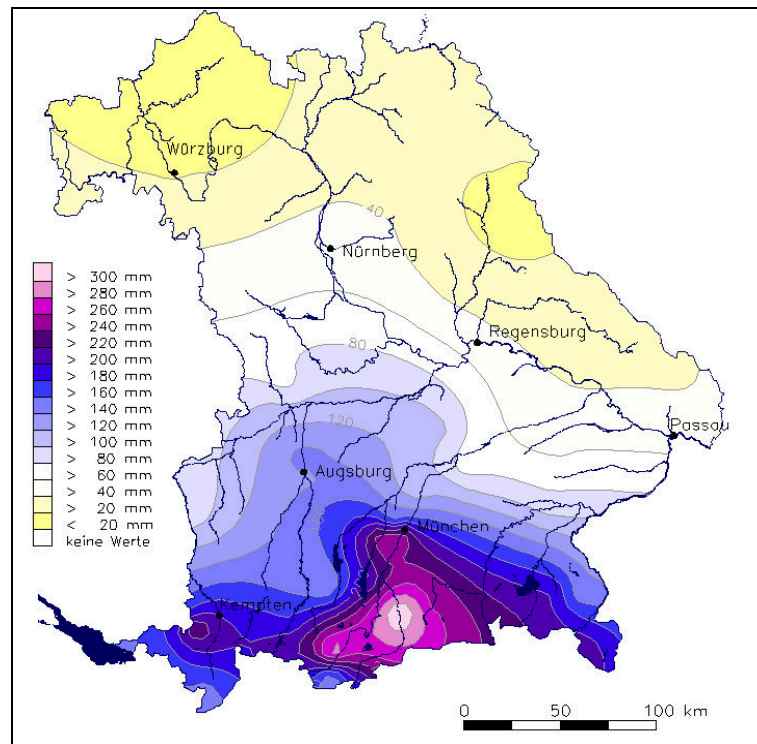 Würzburg
40
Nürnberg
> 300 mm
> 280 mm
> 260 mm
> 240 mm
> 220 mm
> 200 mm
> 180 mm
> 160 mm
> 140 mm
> 120 mm
> 100 mm
> 80 mm
> 60 mm
> 40 mm
> 20 mm
< 20 mm
keine Werte
Regensburg
80
120
Passau
Augsburg
München
Kempten
0 50 100 km